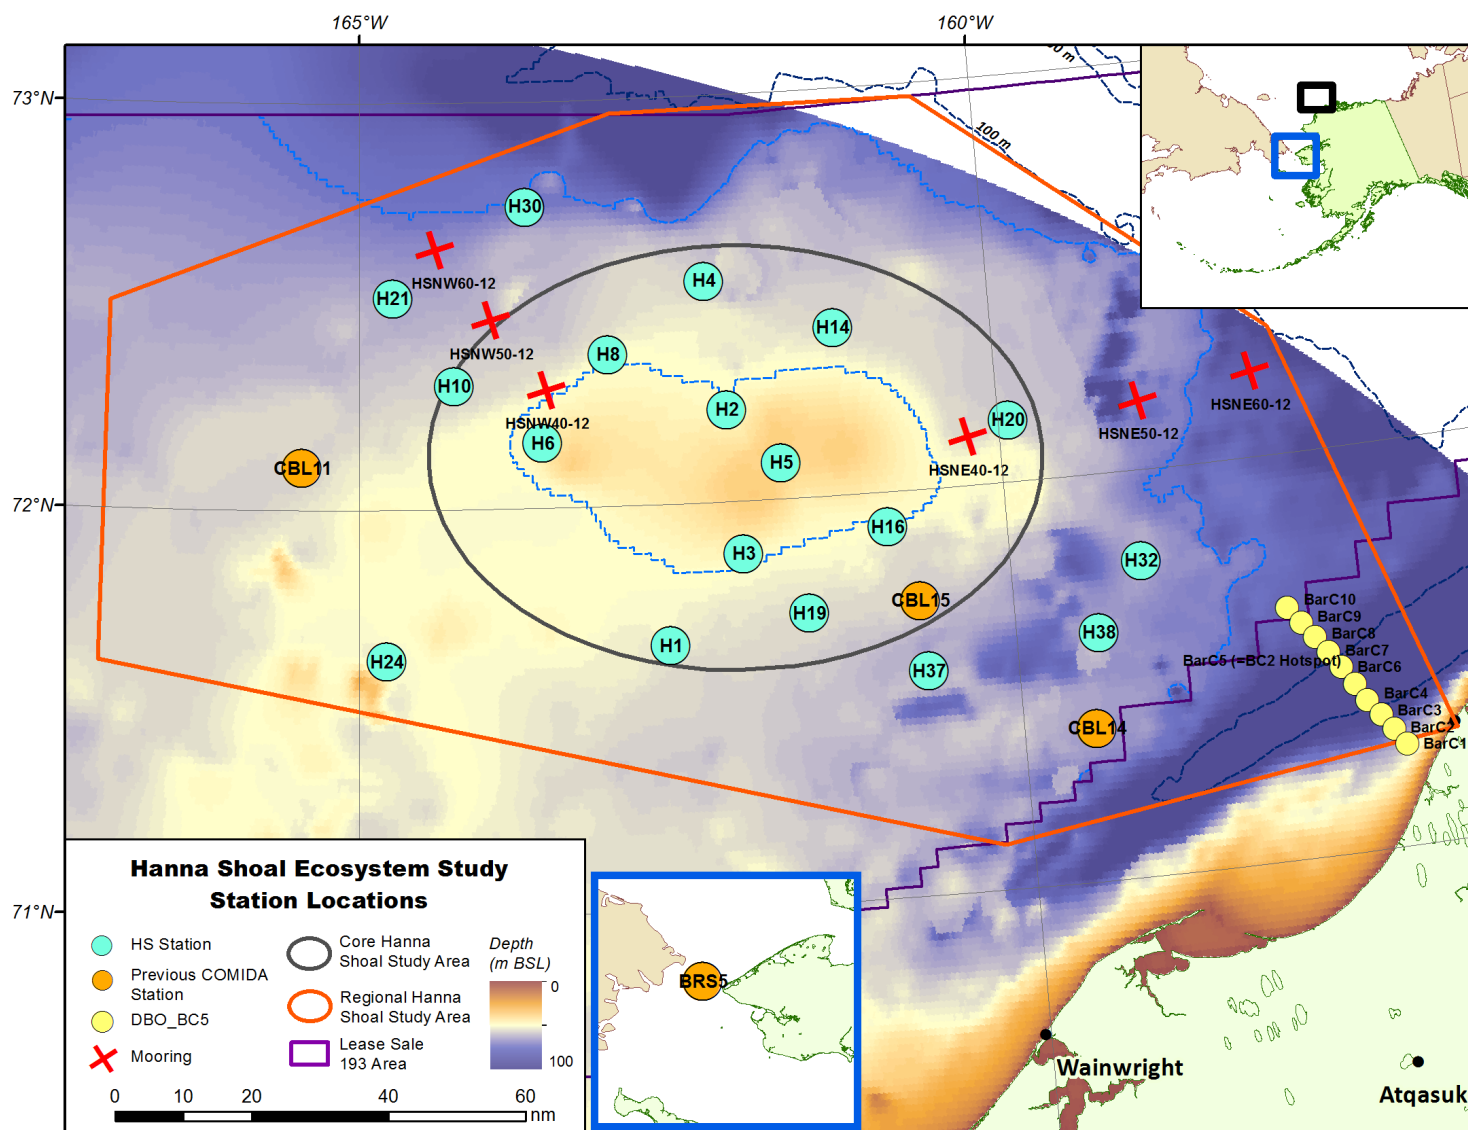 165°W
160°W
73°N
00 m
100 m
H30
HSNW60-12
H21
H4
H14
HSNW50-12
H8
H10
HSNW40-12
H2
H6
H5
H20
HSNE40-12
HSNE50-12
HSNE60-12
CBL11
72°N
H16
H3
H32
CBL15
H19
H38
H1
H24
H37
CBL14
BarC10
BarC9
BarC8
BarC7
BarC5 (=BC2 Hotspot)
BarC6
BarC4
BarC3
BarC2
BarC1
71°N
Hanna Shoal Ecosystem Study
Station Locations
HS Station
Previous COMIDA
Station
DBO_BC5
Mooring
Core Hanna
Shoal Study Area
Regional Hanna
Shoal Study Area
Lease Sale
193 Area
Depth
(m BSL)
0
100
0 10 20 40 60 nm
BRS5
Wainwright
Atqasuk